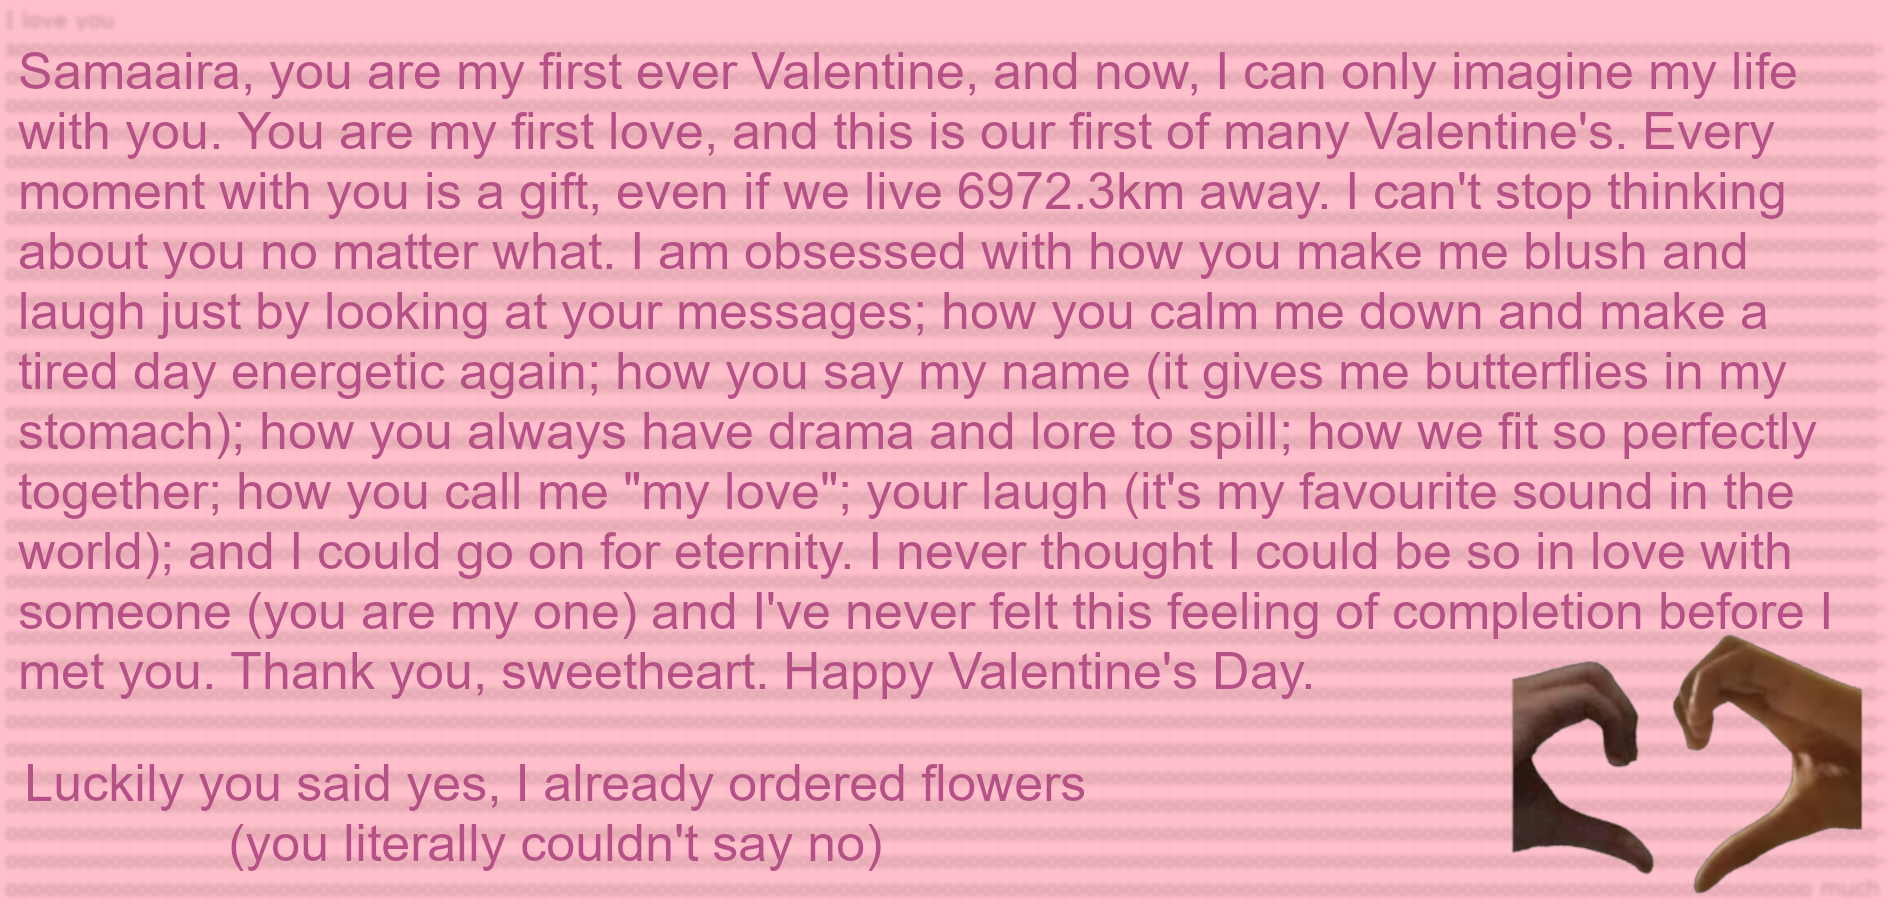 I love you
Samaaira, you are my first ever Valentine, and now, I can only imagine my life
with you. You are my first love, and this is our first of many Valentine's. Every
moment with you is a gift, even if we live 6972.3km away. I can't stop thinking
about you no matter what. I am obsessed with how you make me blush and
laugh just by looking at your messages; how you calm me down and make a
tired day energetic again; how you say my name (it gives me butterflies in my
stomach); how you always have drama and lore to spill; how we fit so perfectly
together; how you call me "my love"; your laugh (it's my favourite sound in the
world); and I could go on for eternity. I never thought I could be so in love with
someone (you are my one) and I've never felt this feeling of completion before I
met you. Thank you, sweetheart. Happy Valentine's Day.
Luckily you said yes, I already ordered flowers
(you literally couldn't say no)
much